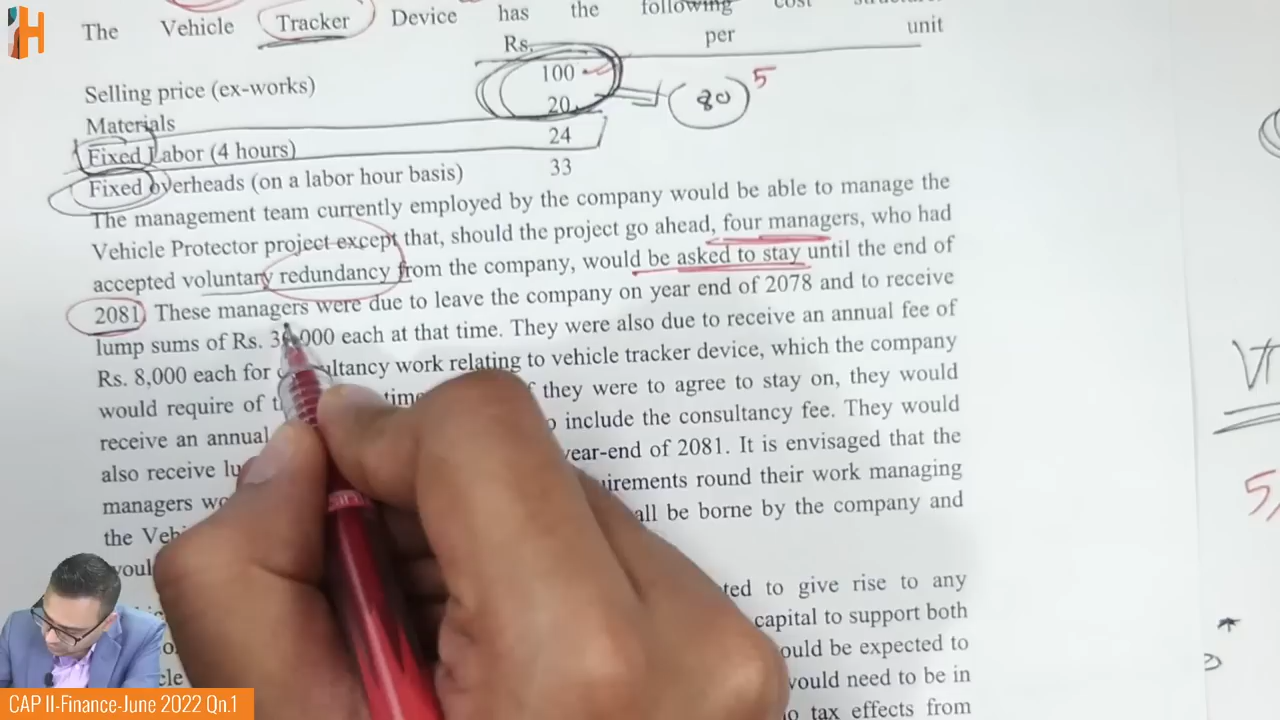 H
The Vehicle Tracker Device has the following cost
Rs. per unit
Selling price (ex-works) 100
Materials 20
Fixed Labor (4 hours) 24
Fixed overheads (on a labor hour basis) 33
80
5
The management team currently employed by the company would be able to manage the
Vehicle Protector project except that, should the project go ahead, four managers, who had
accepted voluntary redundancy from the company, would be asked to stay until the end of
2081. These managers were due to leave the company on year end of 2078 and to receive
lump sums of Rs. 000 each at that time. They were also due to receive an annual fee of
Rs. 8,000 each for work relating to vehicle tracker device, which the company
would require of they were to agree to stay on, they would
receive an annual include the consultancy fee. They would
also receive year-end of 2081. It is envisaged that the
managers round their work managing
the be borne by the company and
to give rise to any
capital to support both
be expected to
would need to be in
tax effects from
CAP II-Finance-June 2022 Qn.1